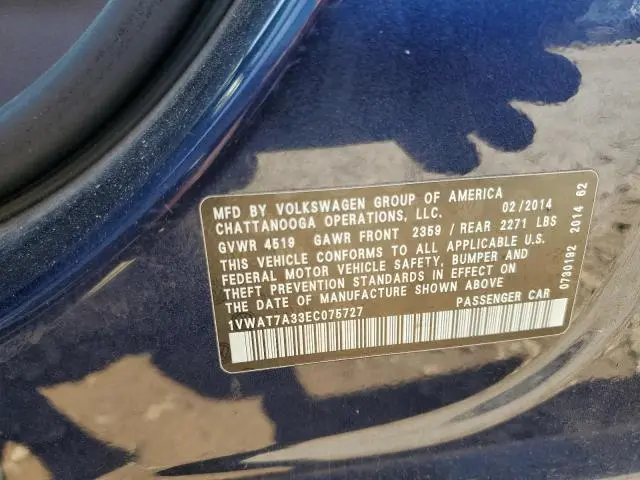 MFD BY VOLKSWAGEN GROUP OF AMERICA
CHATTANOOGA OPERATIONS, LLC. 02/2014
GVWR 4519 GAWR FRONT 2359 / REAR 2271 LBS
THIS VEHICLE CONFORMS TO ALL APPLICABLE U.S.
FEDERAL MOTOR VEHICLE SAFETY, BUMPER AND
THEFT PREVENTION STANDARDS IN EFFECT ON
THE DATE OF MANUFACTURE SHOWN ABOVE
1VWAT7A33EC075727 PASSENGER CAR
0730192 2014 62